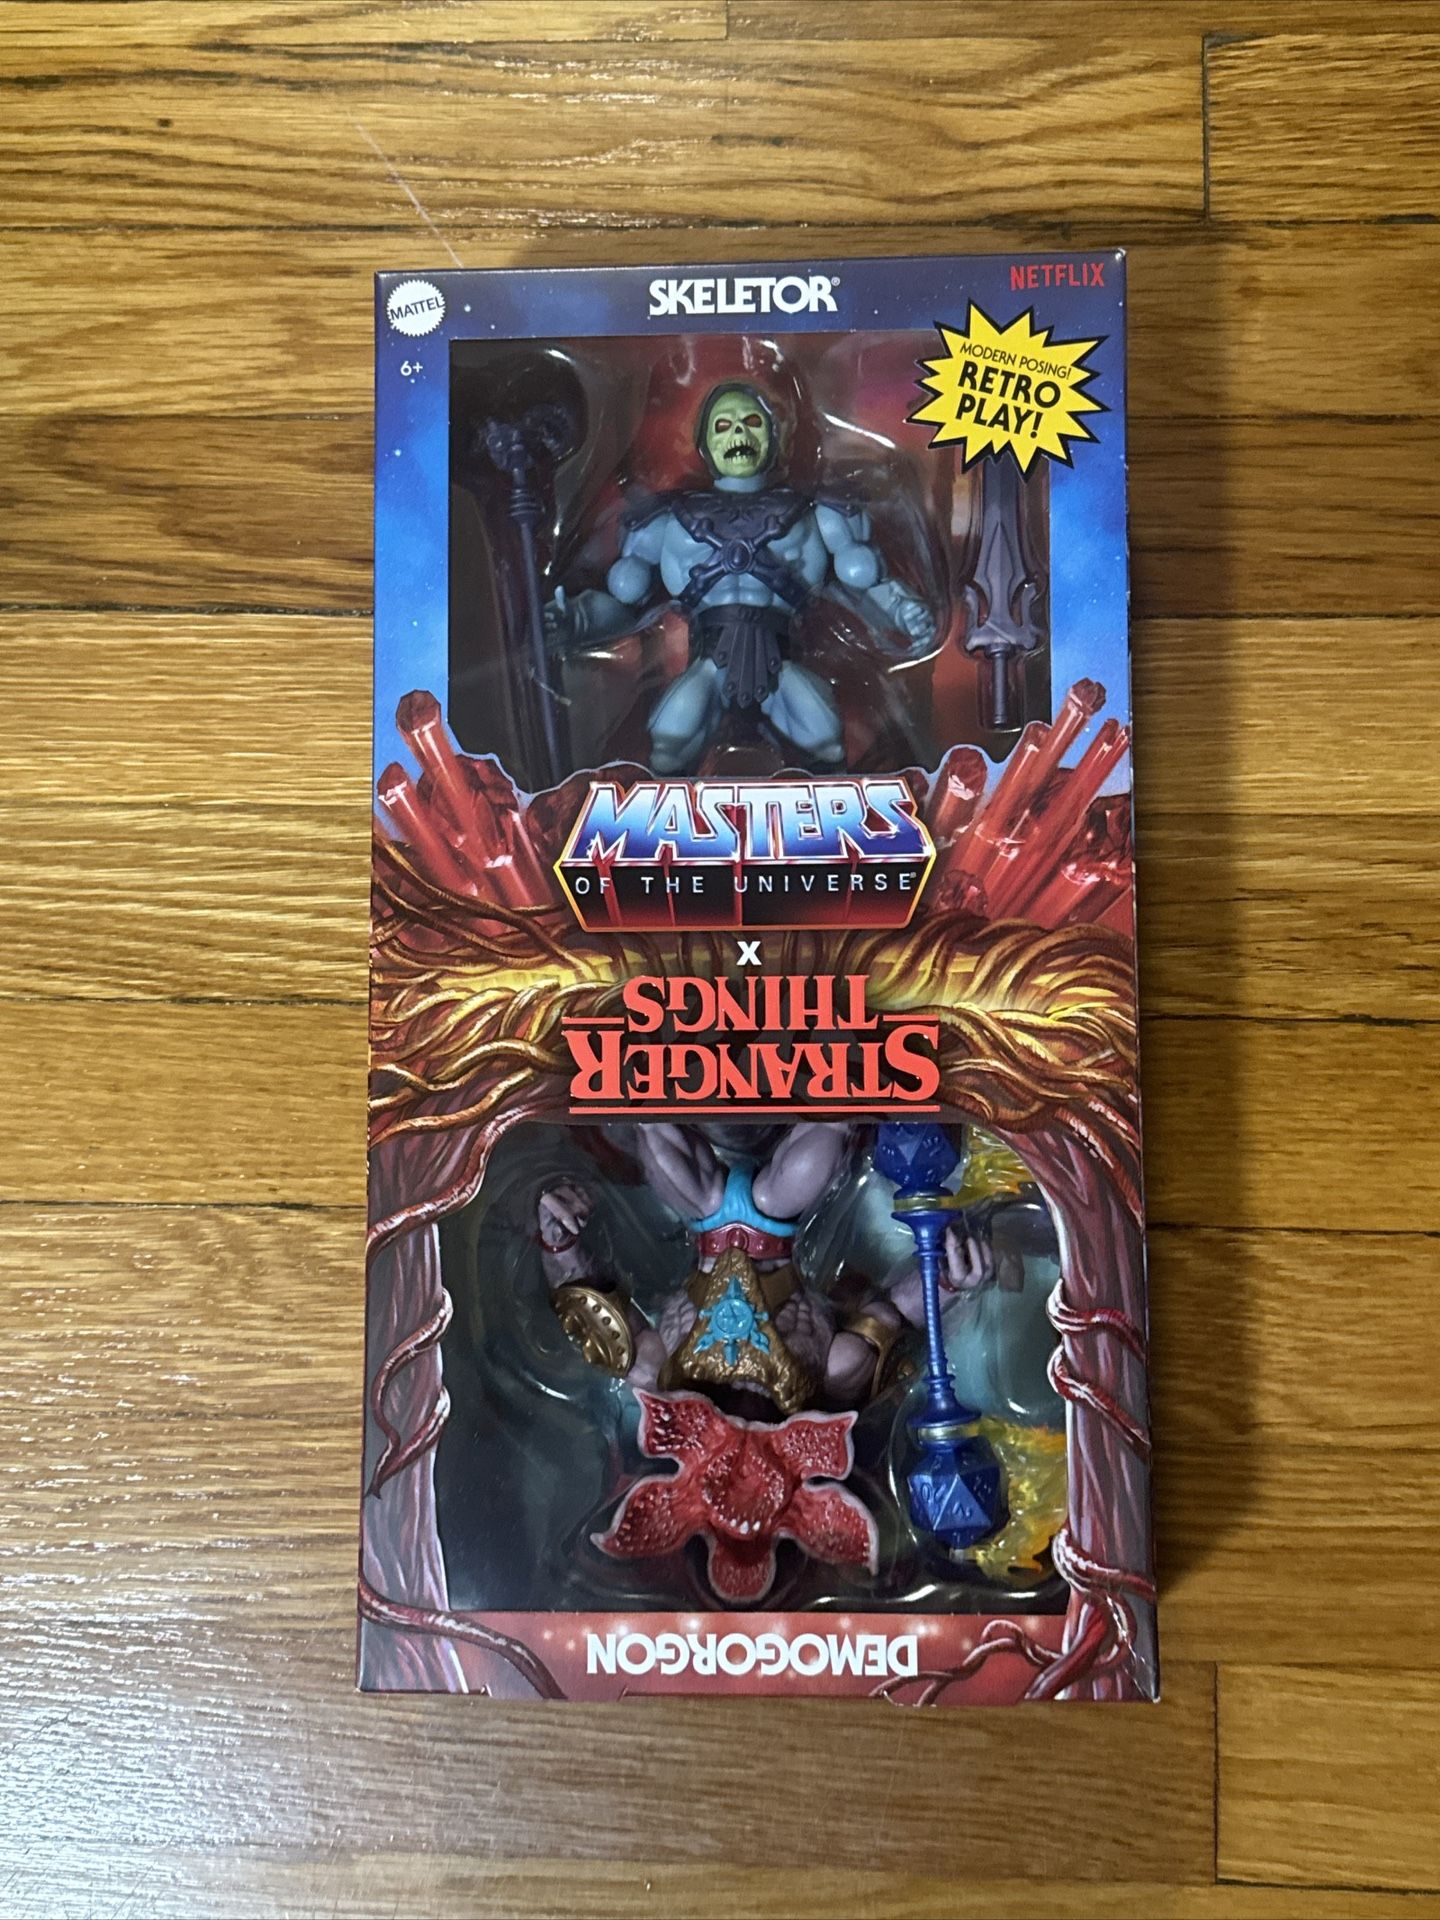 SKELETOR®
NETFLIX
MATTEL
6+
MODERN POSING!
RETRO
PLAY!
MASTERS
OF THE UNIVERSE®
X
STRANGER
THINGS
DEMOGORGON